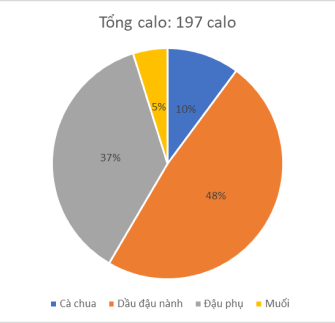 Tổng calo: 197 calo
5%
10%
37%
48%
Cà chua Dầu đậu nành Đậu phụ Muối